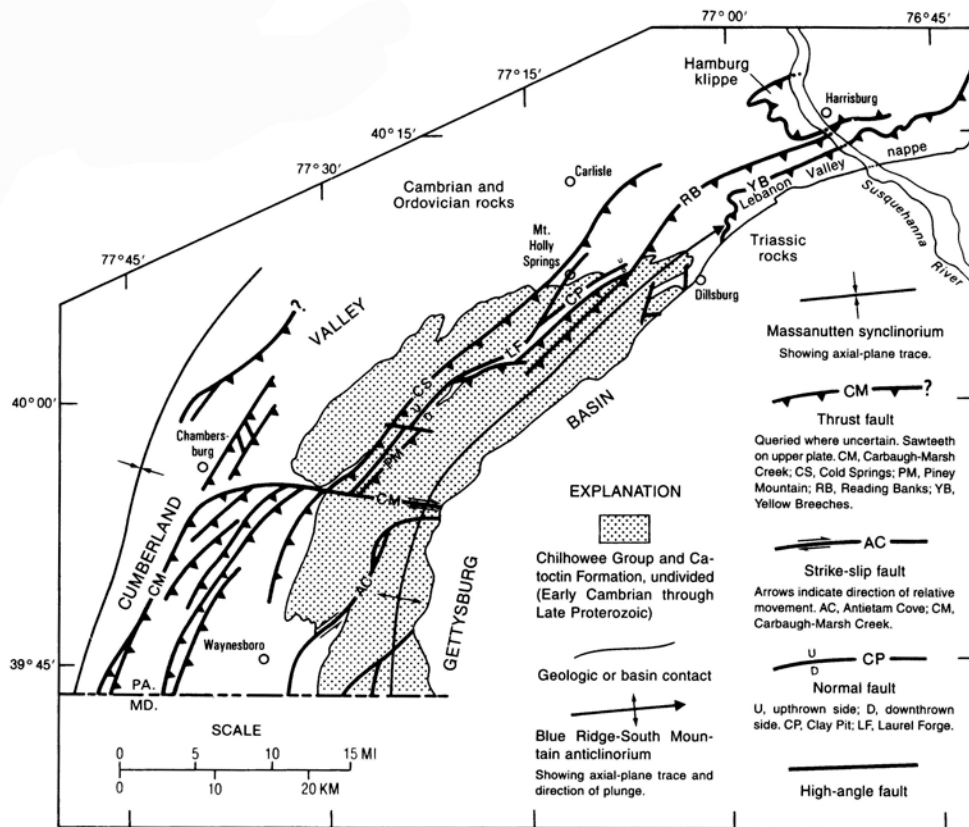 77° 00′
76° 45′
Hamburg
klippe
77° 15′
Harrisburg
40° 15′
nappe
77° 30′
Carlisle
RB
YB
Lebanon Valley
Cambrian and
Ordovician rocks
Susquehanna
River
77° 45′
Mt.
Holly
Springs
Triassic
rocks
CP
Dillsburg
?
VALLEY
LF
Massanutten synclinorium
Showing axial-plane trace.
CS
U
D
BASIN
40° 00′
CM ?
Thrust fault
Queried where uncertain. Sawteeth
on upper plate. CM, Carbaugh-Marsh
Creek; CS, Cold Springs; PM, Piney
Mountain; RB, Reading Banks; YB,
Yellow Breeches.
Chambers-
burg
PM
CM
EXPLANATION
Chilhowee Group and Ca-
toctin Formation, undivided
(Early Cambrian through
Late Proterozoic)
CUMBERLAND
CM
AC
GETTYSBURG
AC
Strike-slip fault
Arrows indicate direction of relative
movement. AC, Antietam Cove; CM,
Carbaugh-Marsh Creek.
Waynesboro
39° 45′
PA.
MD.
Geologic or basin contact
U
D
CP
Normal fault
U, upthrown side; D, downthrown
side. CP, Clay Pit; LF, Laurel Forge.
SCALE
0 5 10 15 MI
0 10 20 KM
Blue Ridge-South Moun-
tain anticlinorium
Showing axial-plane trace and
direction of plunge.
High-angle fault